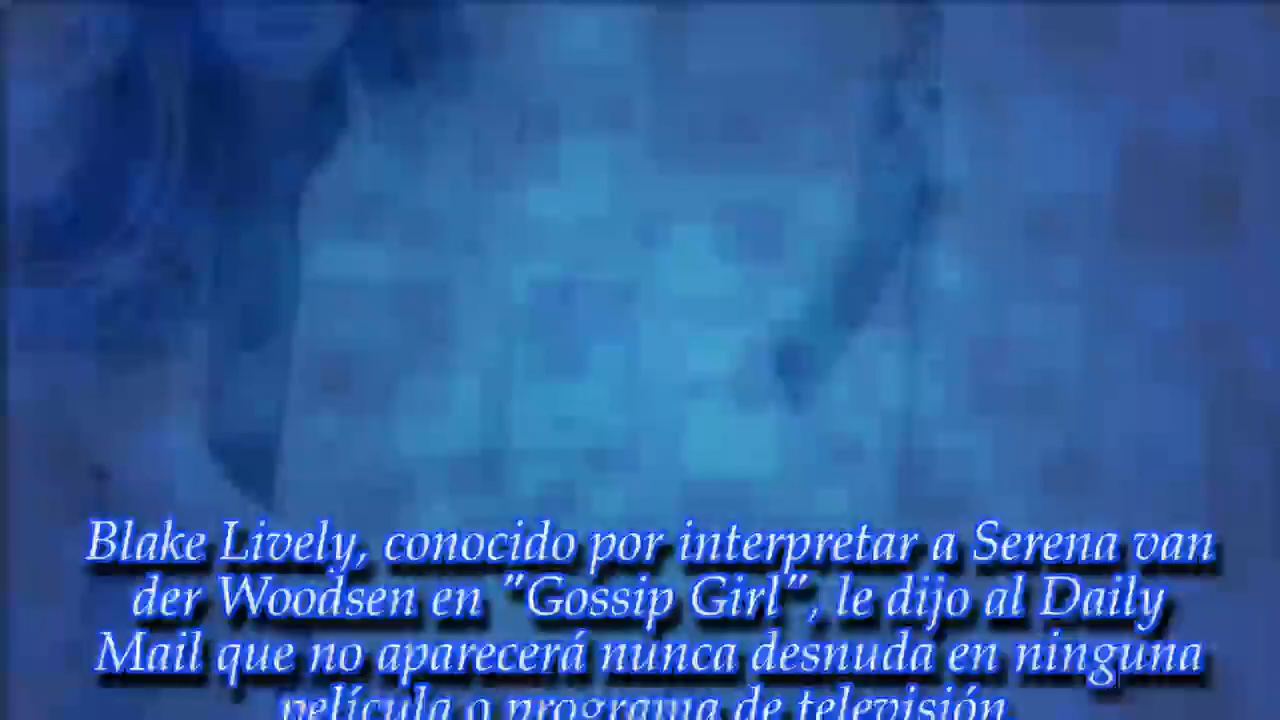 Blake Lively, conocido por interpretar a Serena van
der Woodsen en "Gossip Girl", le dijo al Daily
Mail que no aparecerá nunca desnuda en ninguna
película o programa de televisión